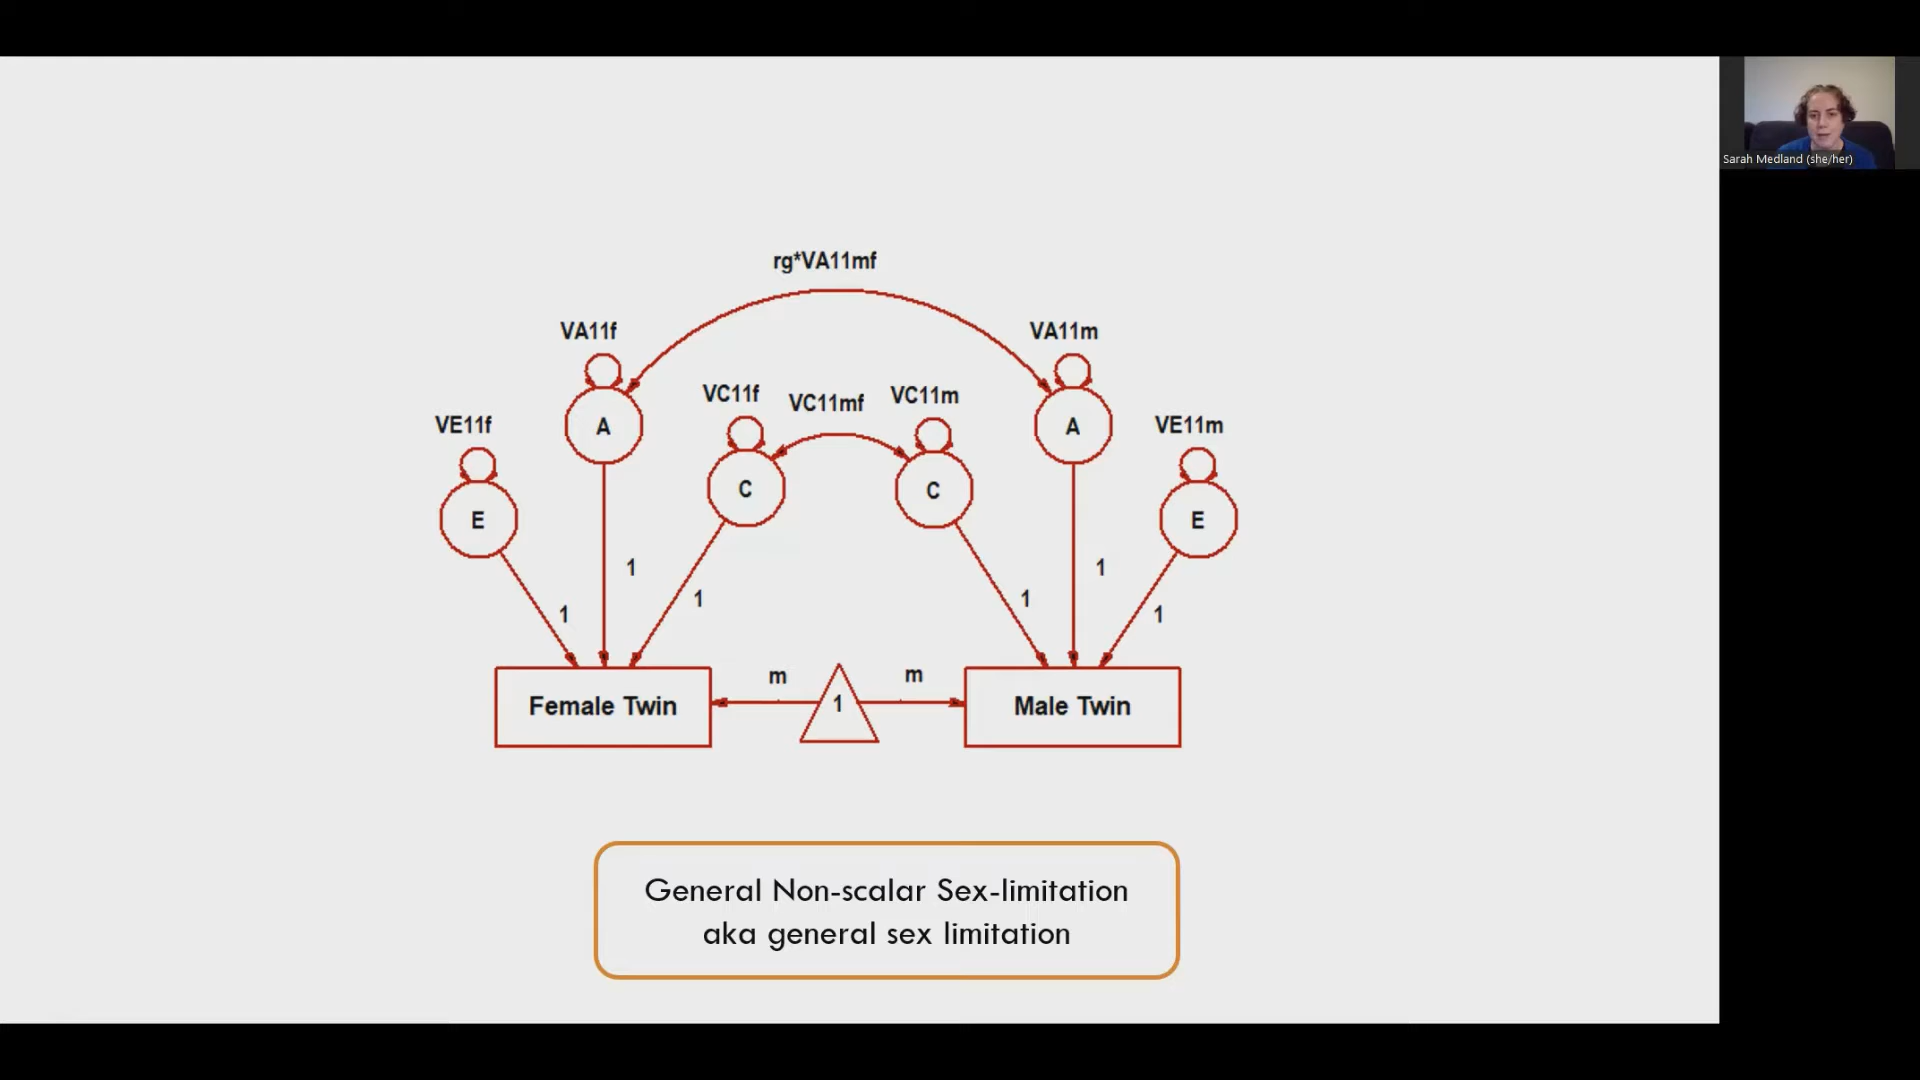 Sarah Medland (she/her)
rg*VA11mf
VA11f
VA11m
VC11f
VC11mf
VC11m
VE11f
VE11m
A
A
C
C
E
E
1
1
1
1
1
1
m
m
Female Twin
1
Male Twin
General Non-scalar Sex-limitation
aka general sex limitation